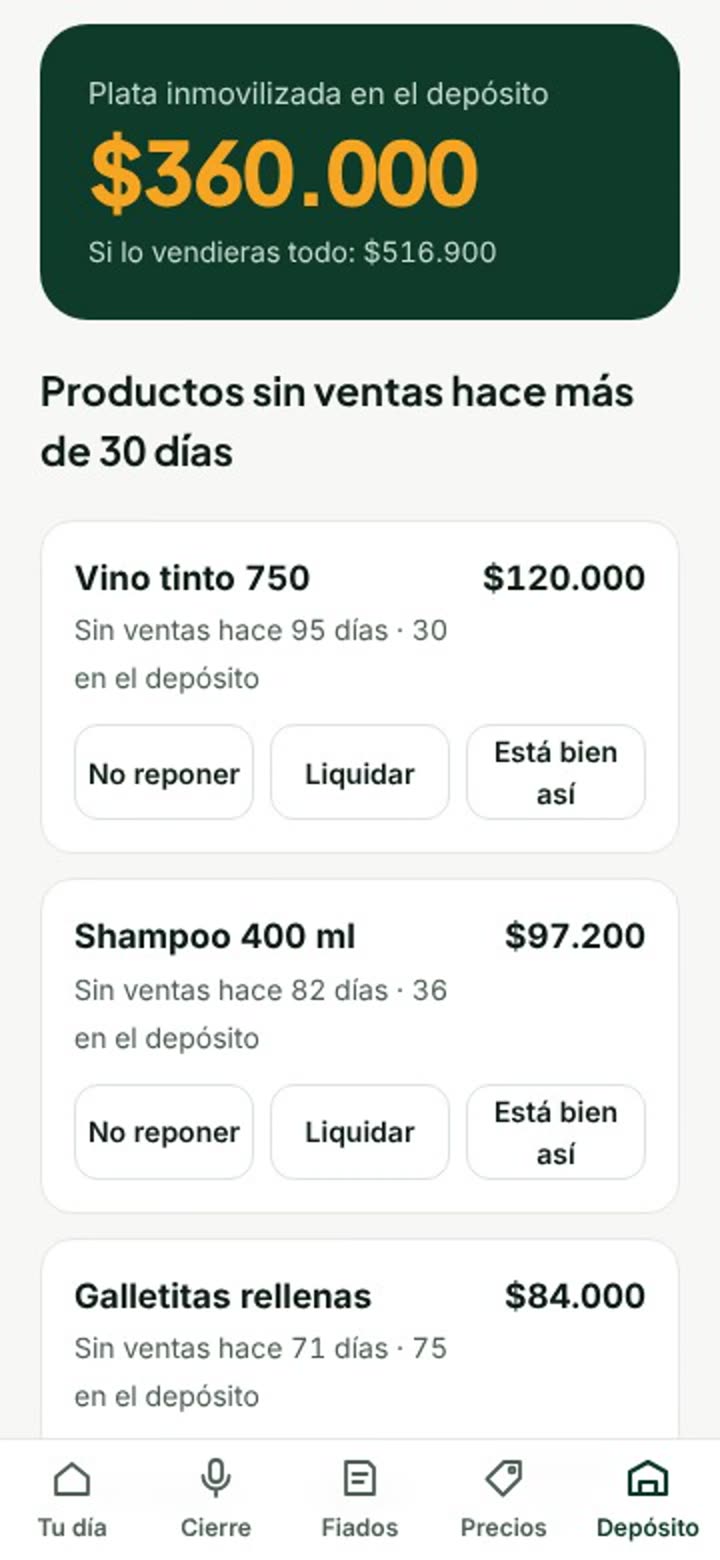 Plata inmovilizada en el depósito
$360.000
Si lo vendieras todo: $516.900
Productos sin ventas hace más
de 30 días
Vino tinto 750
$120.000
Sin ventas hace 95 días · 30
en el depósito
No reponer
Liquidar
Está bien
así
Shampoo 400 ml
$97.200
Sin ventas hace 82 días · 36
en el depósito
No reponer
Liquidar
Está bien
así
Galletitas rellenas
$84.000
Sin ventas hace 71 días · 75
en el depósito
Tu día
Cierre
Fiados
Precios
Depósito